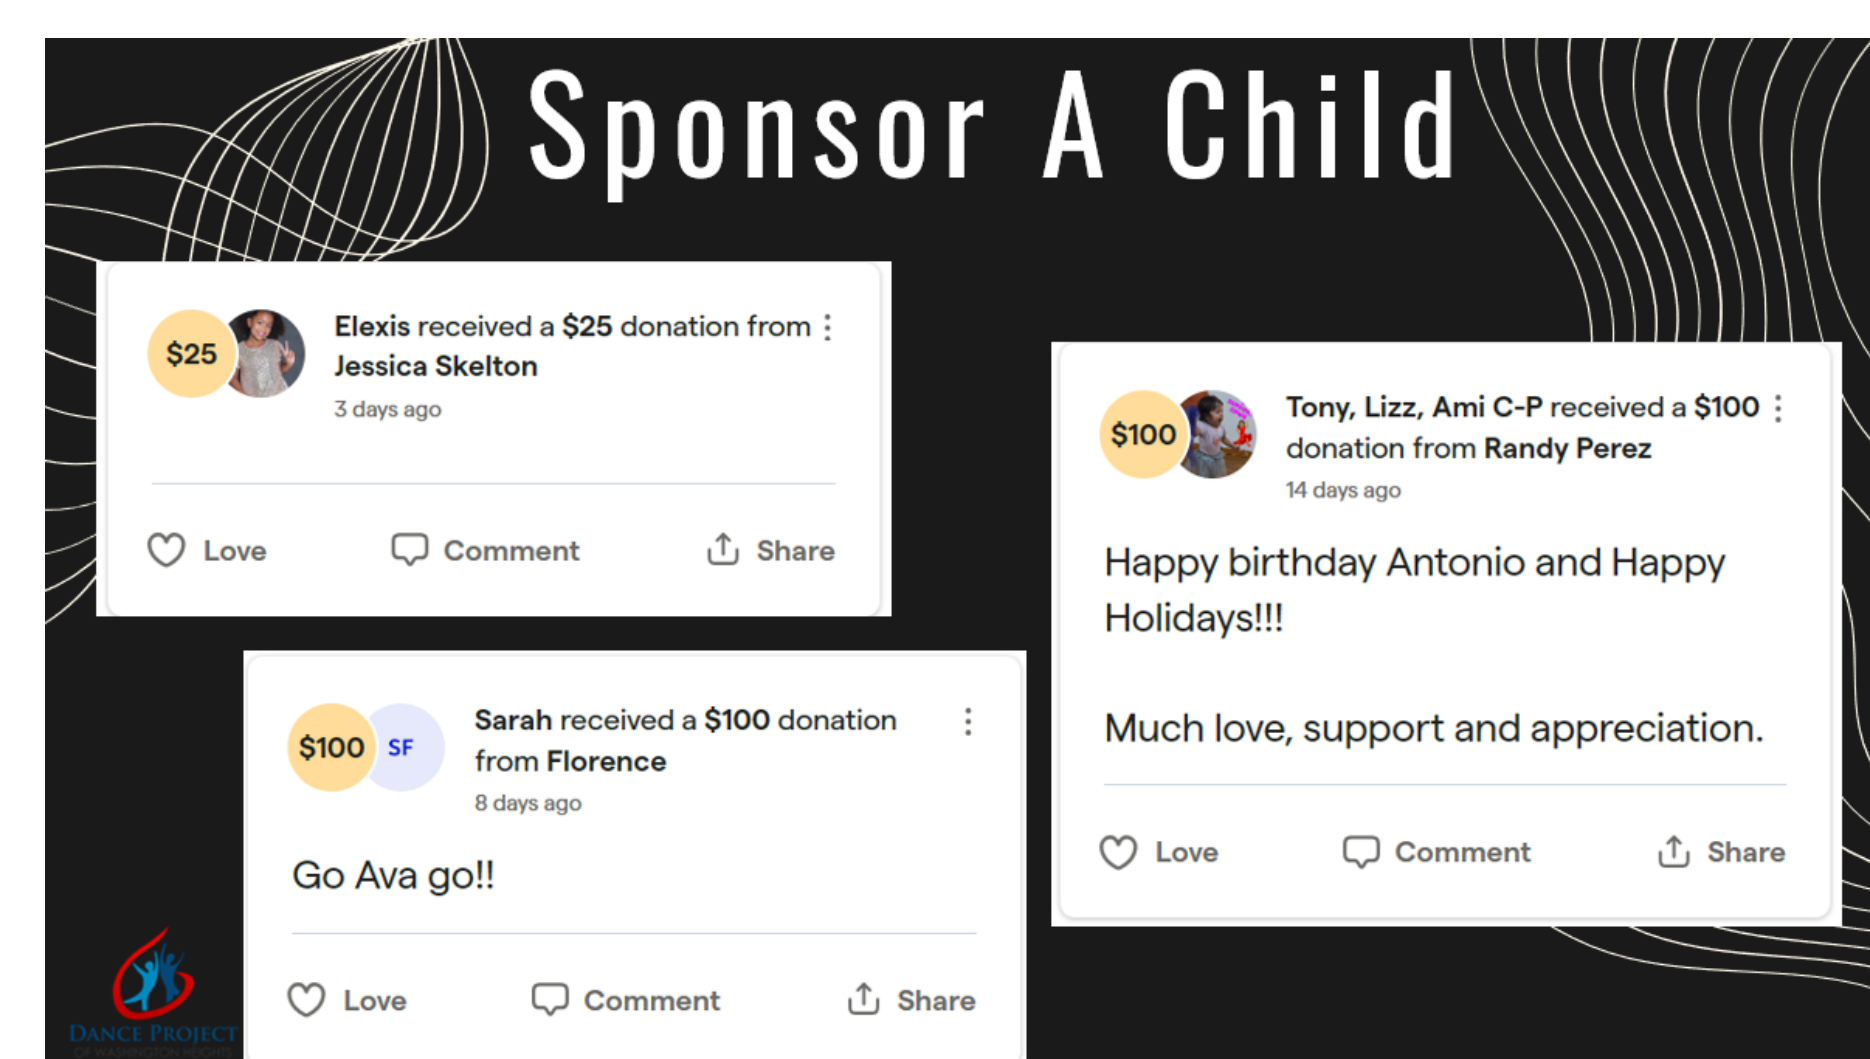 Sponsor A Child
$25
Elexis received a $25 donation from
Jessica Skelton
3 days ago
Love Comment Share
$100
Tony, Lizz, Ami C-P received a $100
donation from Randy Perez
14 days ago
Happy birthday Antonio and Happy
Holidays!!!
Much love, support and appreciation.
Love Comment Share
$100 SF
Sarah received a $100 donation
from Florence
8 days ago
Go Ava go!!
Love Comment Share
DANCE PROJECT
OF WASHINGTON HEIGHTS